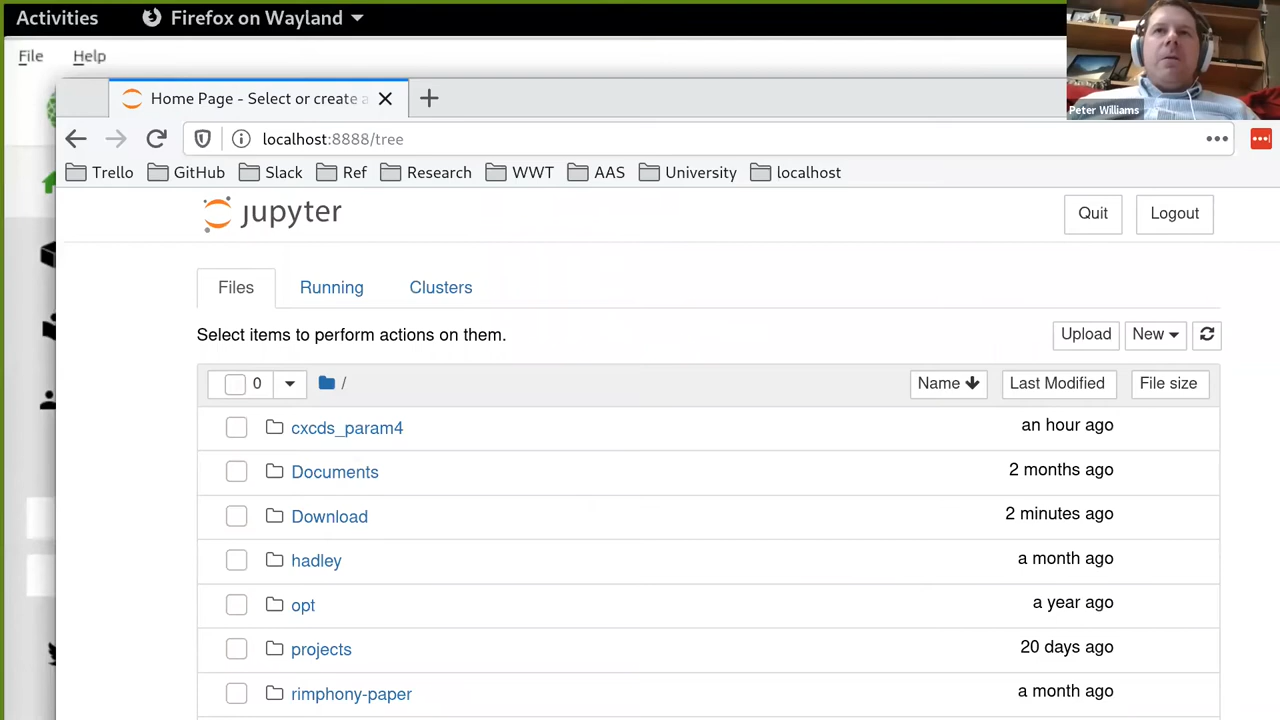 Activities Firefox on Wayland
File Help
Peter Williams
Home Page - Select or create a
localhost:8888/tree
Trello GitHub Slack Ref Research WWT AAS University localhost
jupyter
Quit Logout
Files Running Clusters
Select items to perform actions on them.
Upload New
0 / Name Last Modified File size
cxcds_param4 an hour ago
Documents 2 months ago
Download 2 minutes ago
hadley a month ago
opt a year ago
projects 20 days ago
rimphony-paper a month ago